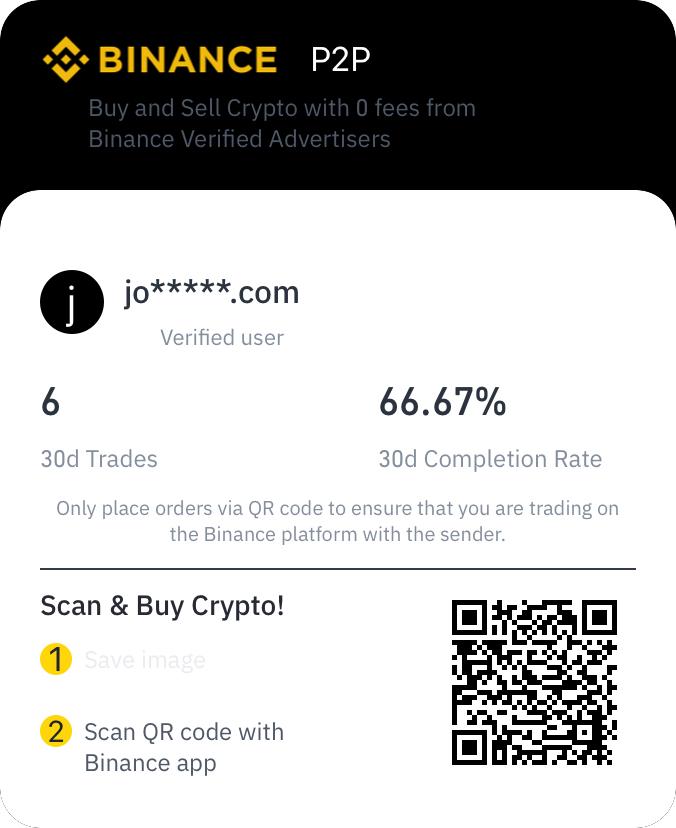 BINANCE P2P
Buy and Sell Crypto with 0 fees from
Binance Verified Advertisers
j
jo*****.com
Verified user
6
30d Trades
66.67%
30d Completion Rate
Only place orders via QR code to ensure that you are trading on
the Binance platform with the sender.
Scan & Buy Crypto!
1 Save image
2 Scan QR code with
Binance app